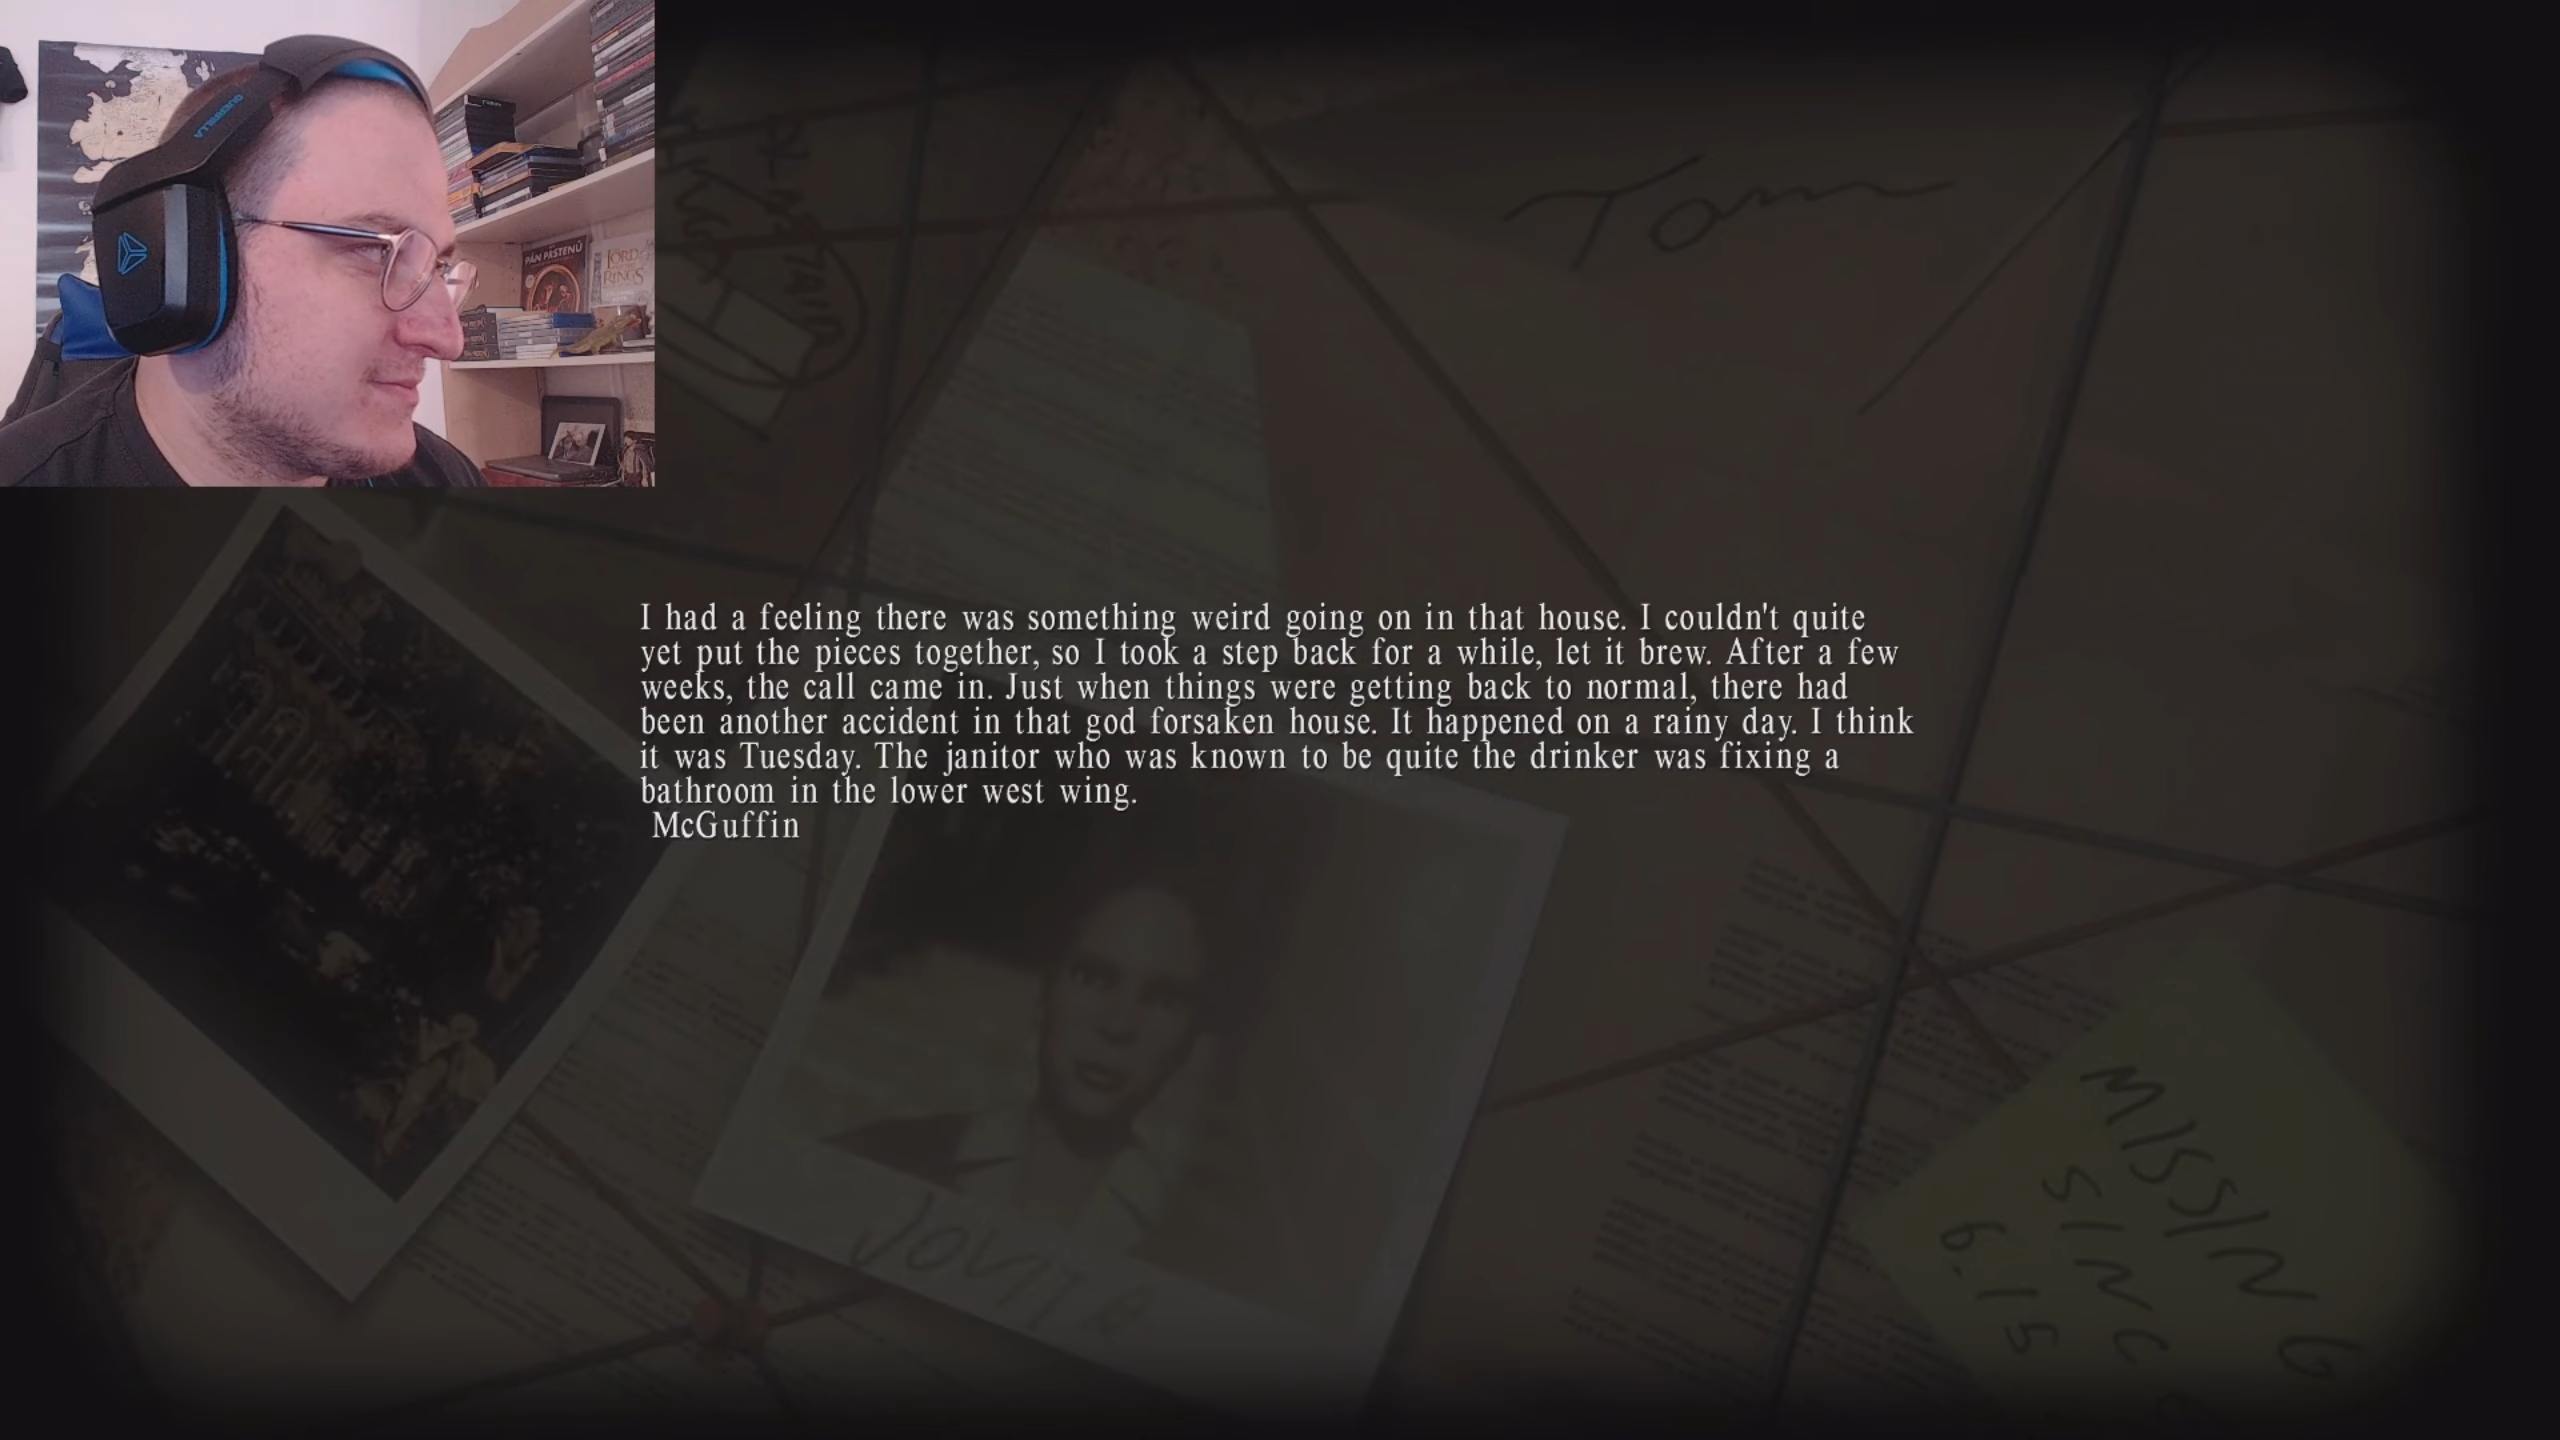 GUERRILLA
PÁN PRSTENŮ
LORD
RINGS
Tom
I had a feeling there was something weird going on in that house. I couldn't quite
yet put the pieces together, so I took a step back for a while, let it brew. After a few
weeks, the call came in. Just when things were getting back to normal, there had
been another accident in that god forsaken house. It happened on a rainy day. I think
it was Tuesday. The janitor who was known to be quite the drinker was fixing a
bathroom in the lower west wing.
McGuffin
MISSING
SINCE
6.15